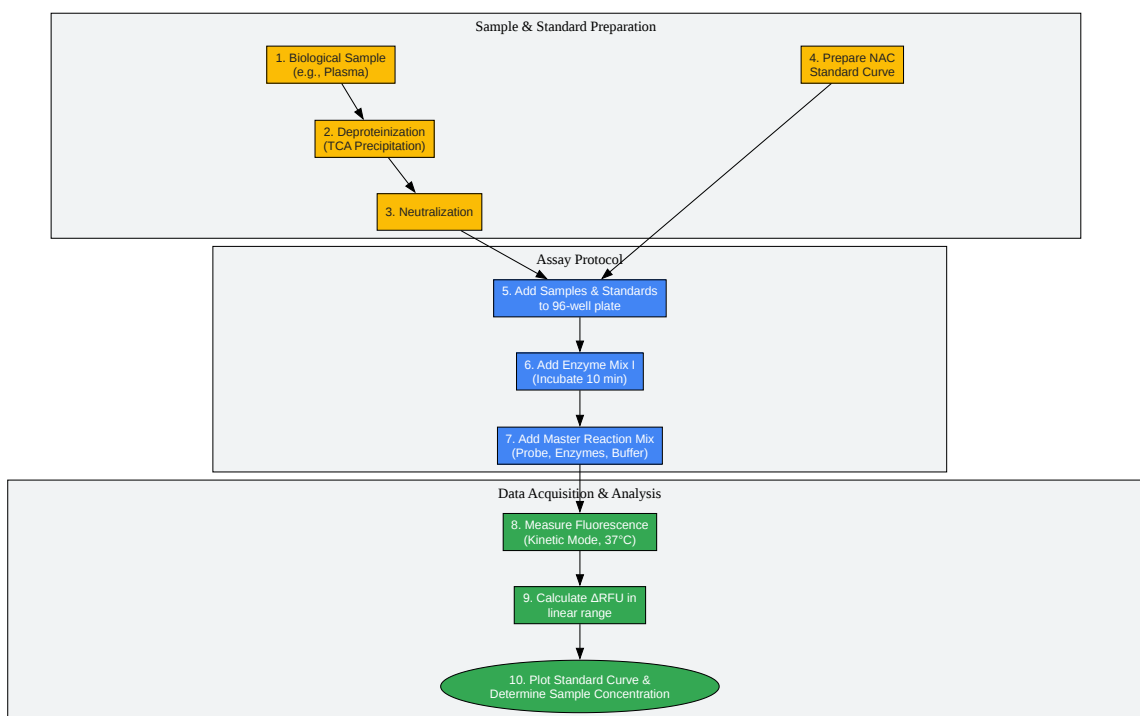 Sample & Standard Preparation
1. Biological Sample
(e.g., Plasma)
4. Prepare NAC
Standard Curve
2. Deproteinization
(TCA Precipitation)
3. Neutralization
Assay Protocol
5. Add Samples & Standards
to 96-well plate
6. Add Enzyme Mix I
(Incubate 10 min)
7. Add Master Reaction Mix
(Probe, Enzymes, Buffer)
Data Acquisition & Analysis
8. Measure Fluorescence
(Kinetic Mode, 37°C)
9. Calculate ΔRFU in
linear range
10. Plot Standard Curve &
Determine Sample Concentration